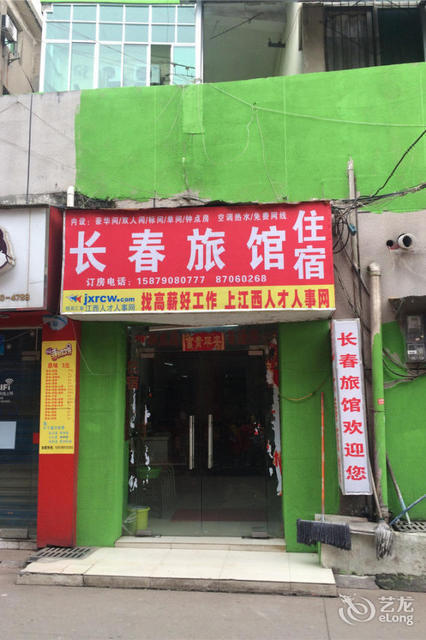 内设：豪华间/双人间/标间/单间/钟点房 空调热水/免费网线
长春旅馆
住宿
订房电话：15879080777 87060268
jxrcw.com
江西人才人事网
找高薪好工作 上江西人才人事网
长春旅馆欢迎您
6-4799
WiFi
艺龙
eLong